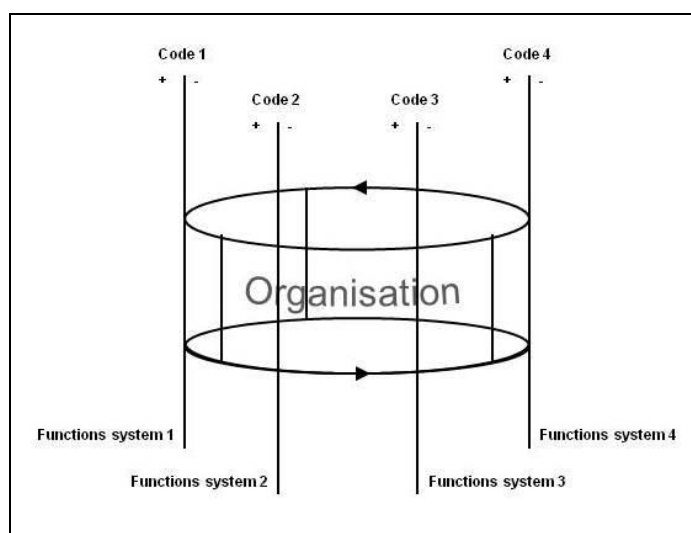 Code 1
Code 4
+ -
+ -
Code 2
Code 3
+ -
+ -
Organisation
Functions system 1
Functions system 4
Functions system 2
Functions system 3